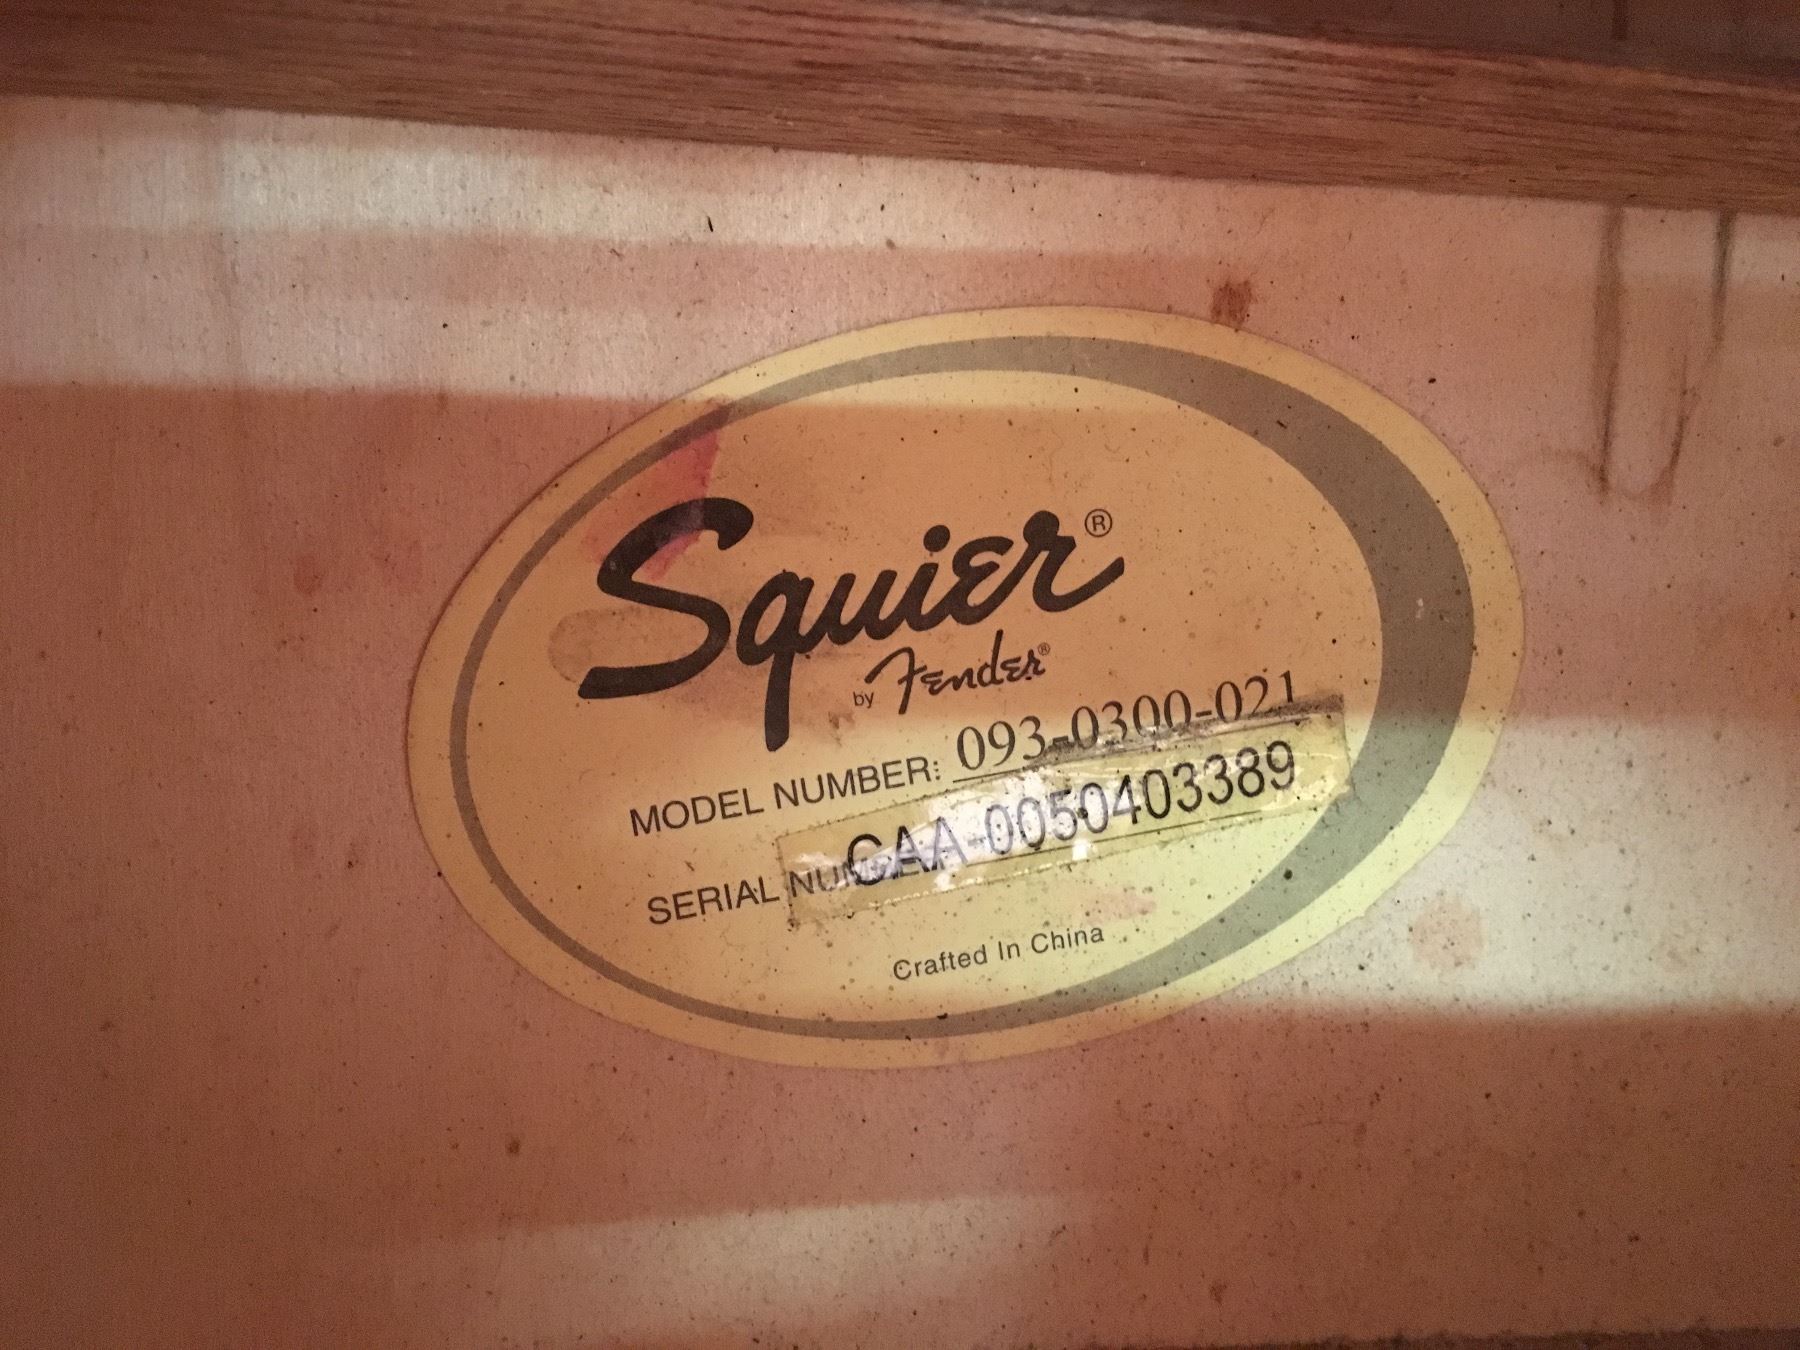 Squier®
by Fender®
MODEL NUMBER: 093-0300-021
SERIAL NUMBER CAA-0050403389
Crafted In China